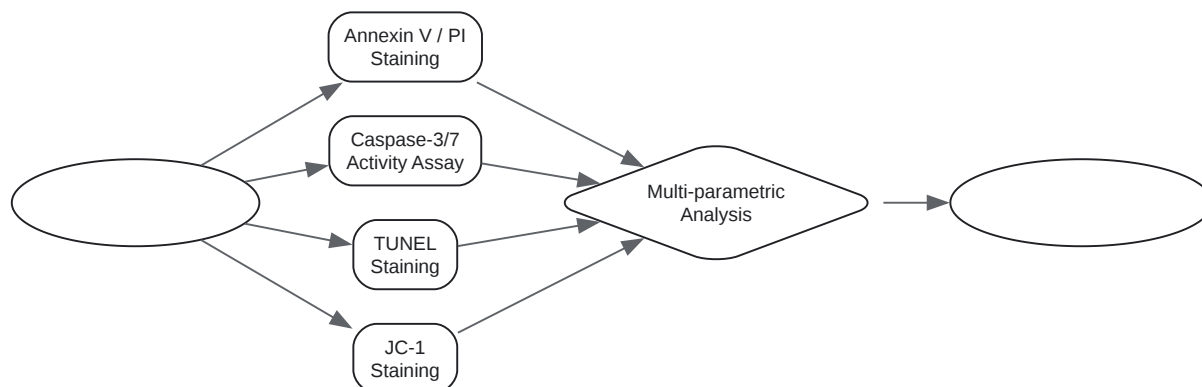 Annexin V / PI
Staining
Caspase-3/7
Activity Assay
TUNEL
Staining
JC-1
Staining
Multi-parametric
Analysis